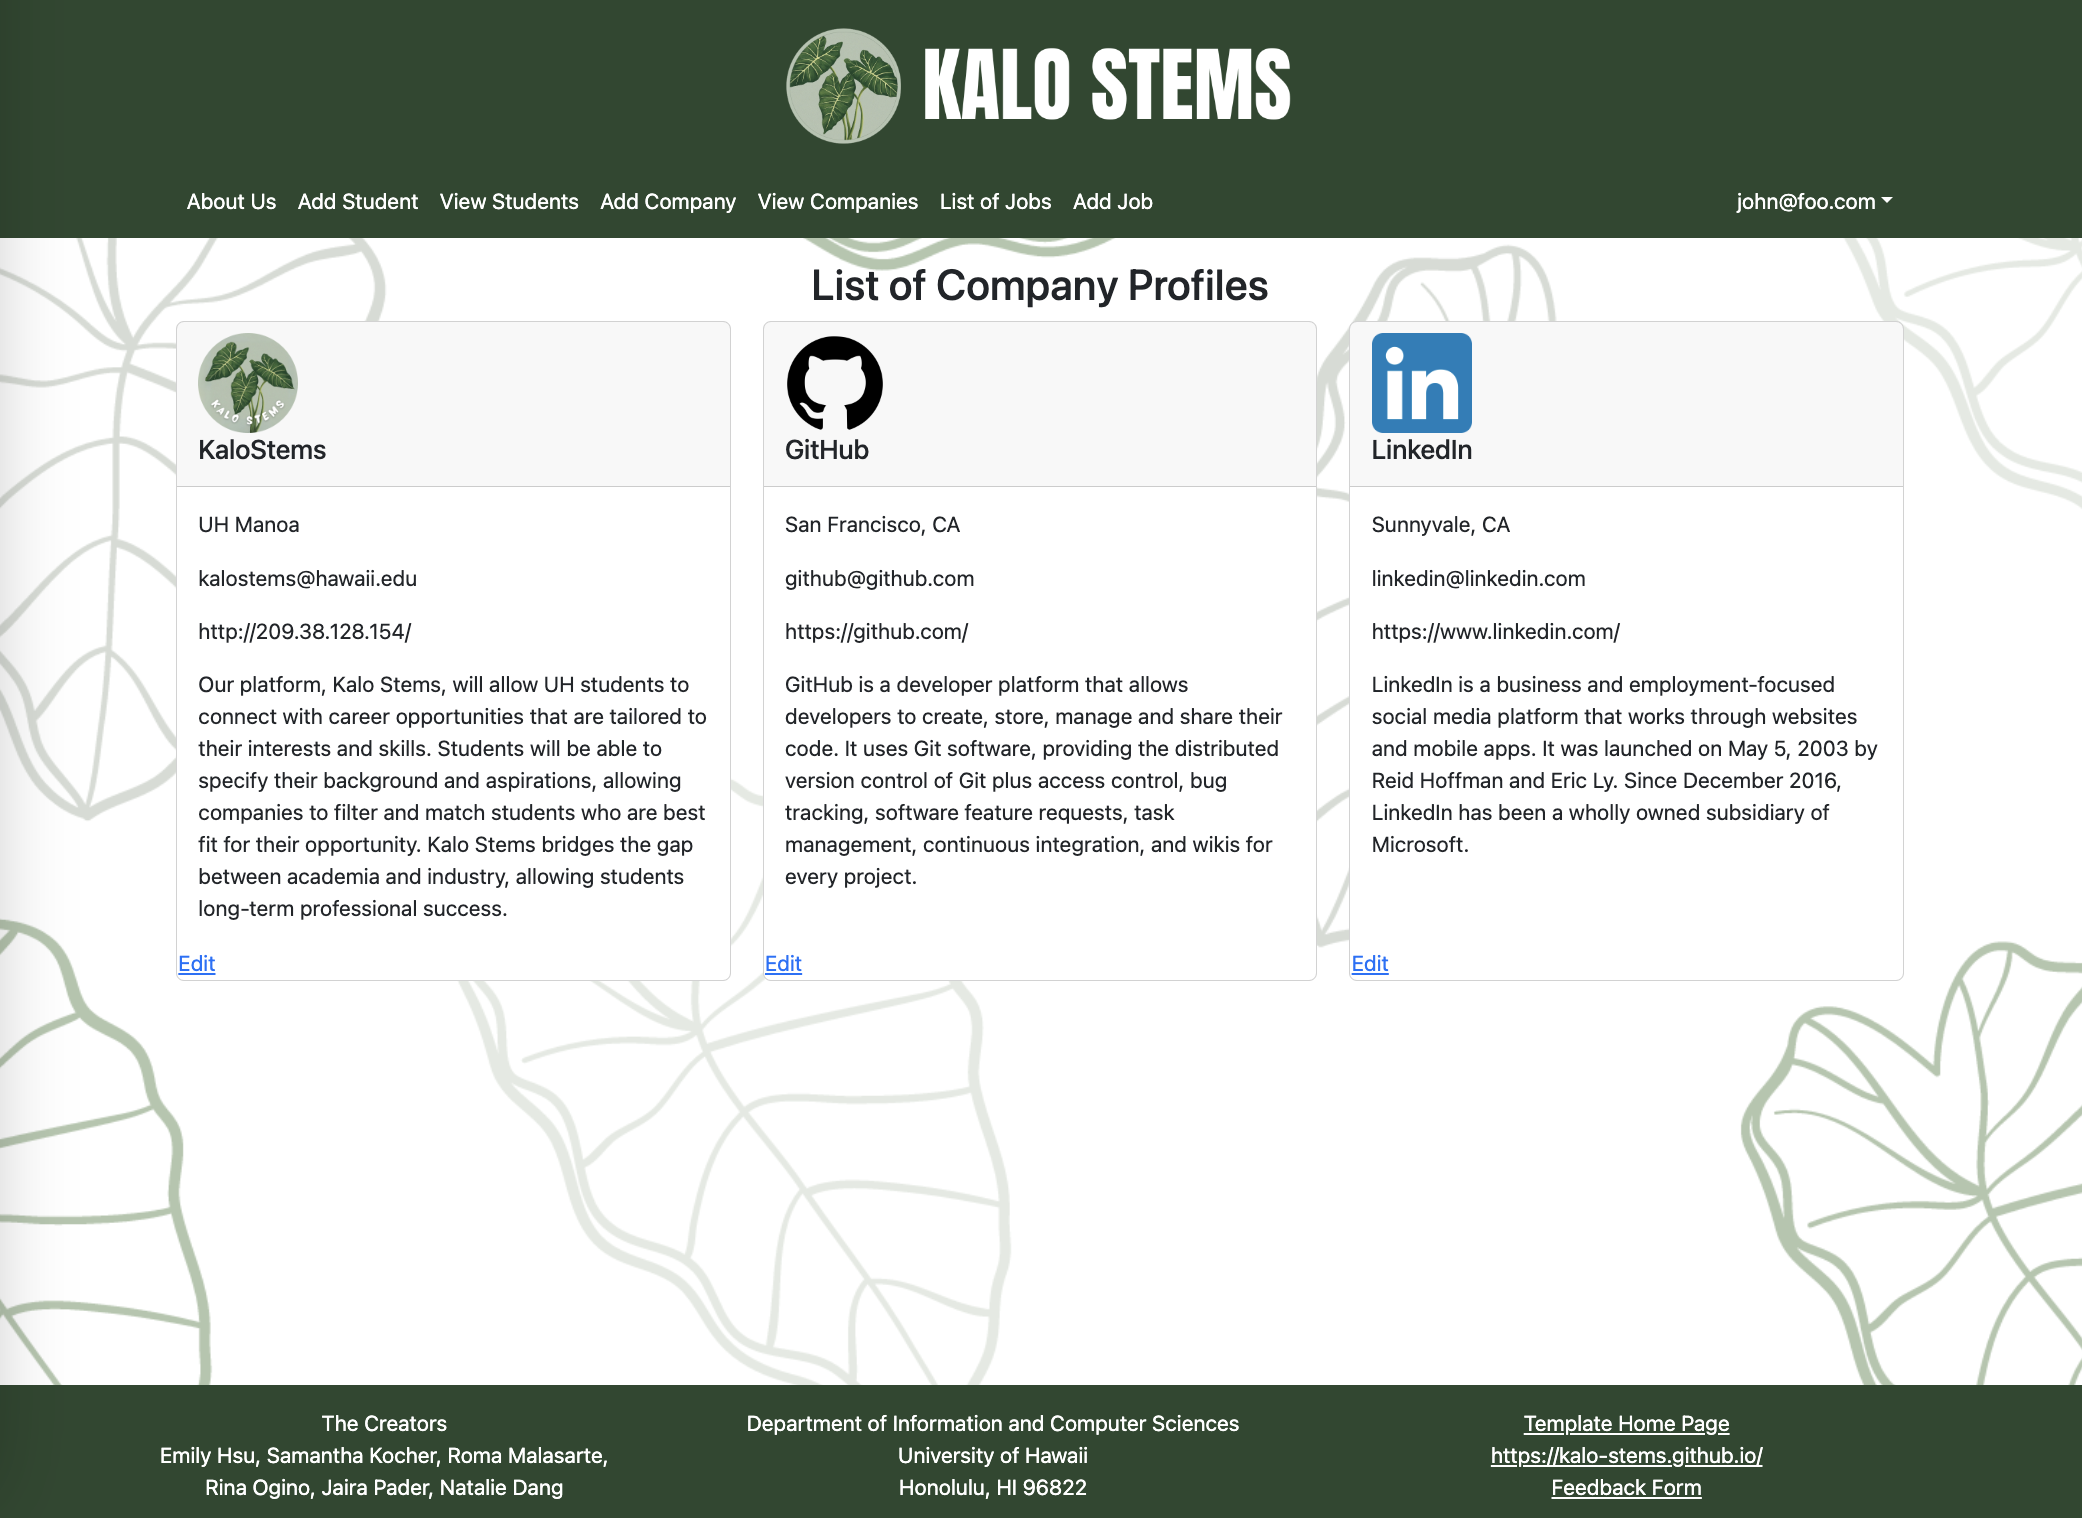 KALO STEMS
About Us Add Student View Students Add Company View Companies List of Jobs Add Job john@foo.com
List of Company Profiles
KALO STEMS
KaloStems
UH Manoa
kalostems@hawaii.edu
http://209.38.128.154/
Our platform, Kalo Stems, will allow UH students to
connect with career opportunities that are tailored to
their interests and skills. Students will be able to
specify their background and aspirations, allowing
companies to filter and match students who are best
fit for their opportunity. Kalo Stems bridges the gap
between academia and industry, allowing students
long-term professional success.
Edit
GitHub
San Francisco, CA
github@github.com
https://github.com/
GitHub is a developer platform that allows
developers to create, store, manage and share their
code. It uses Git software, providing the distributed
version control of Git plus access control, bug
tracking, software feature requests, task
management, continuous integration, and wikis for
every project.
Edit
in
LinkedIn
Sunnyvale, CA
linkedin@linkedin.com
https://www.linkedin.com/
LinkedIn is a business and employment-focused
social media platform that works through websites
and mobile apps. It was launched on May 5, 2003 by
Reid Hoffman and Eric Ly. Since December 2016,
LinkedIn has been a wholly owned subsidiary of
Microsoft.
Edit
The Creators
Emily Hsu, Samantha Kocher, Roma Malasarte,
Rina Ogino, Jaira Pader, Natalie Dang
Department of Information and Computer Sciences
University of Hawaii
Honolulu, HI 96822
Template Home Page
https://kalo-stems.github.io/
Feedback Form